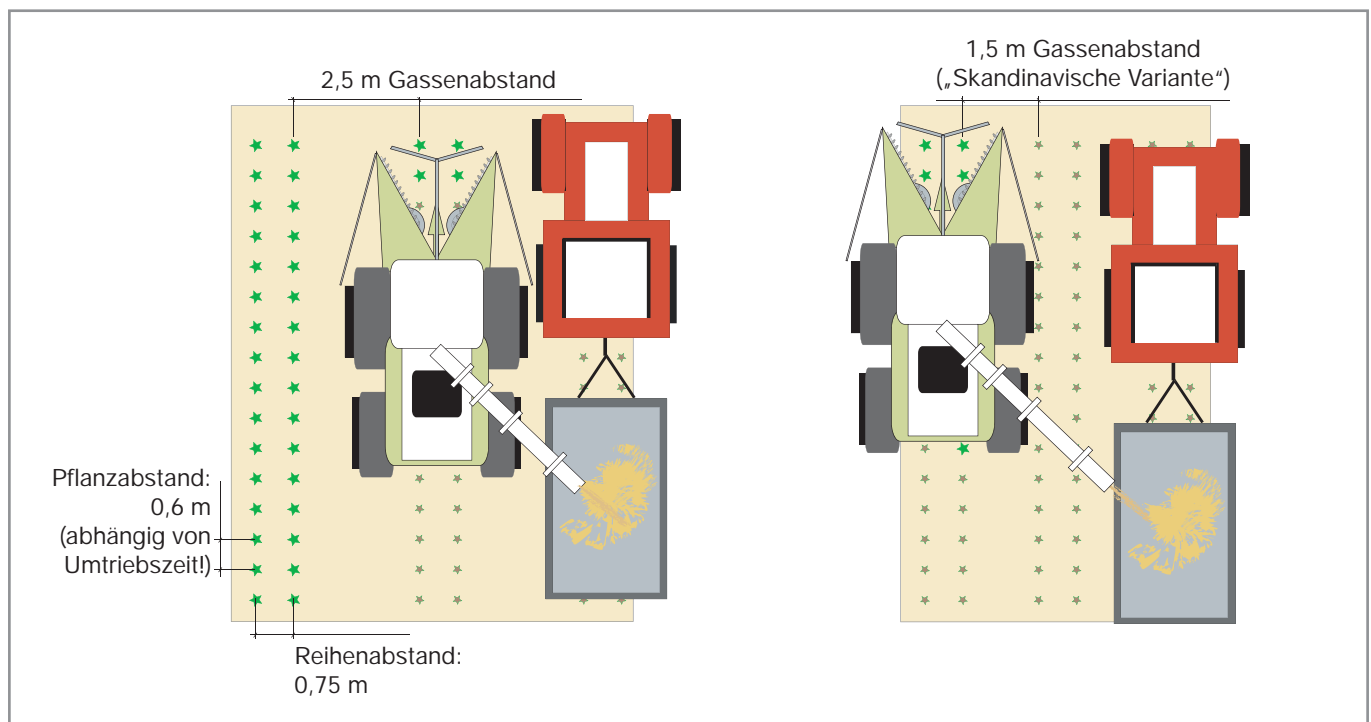 2,5 m Gassenabstand
1,5 m Gassenabstand
(„Skandinavische Variante“)
Pflanzabstand:
0,6 m
(abhängig von
Umtriebszeit!)
Reihenabstand:
0,75 m